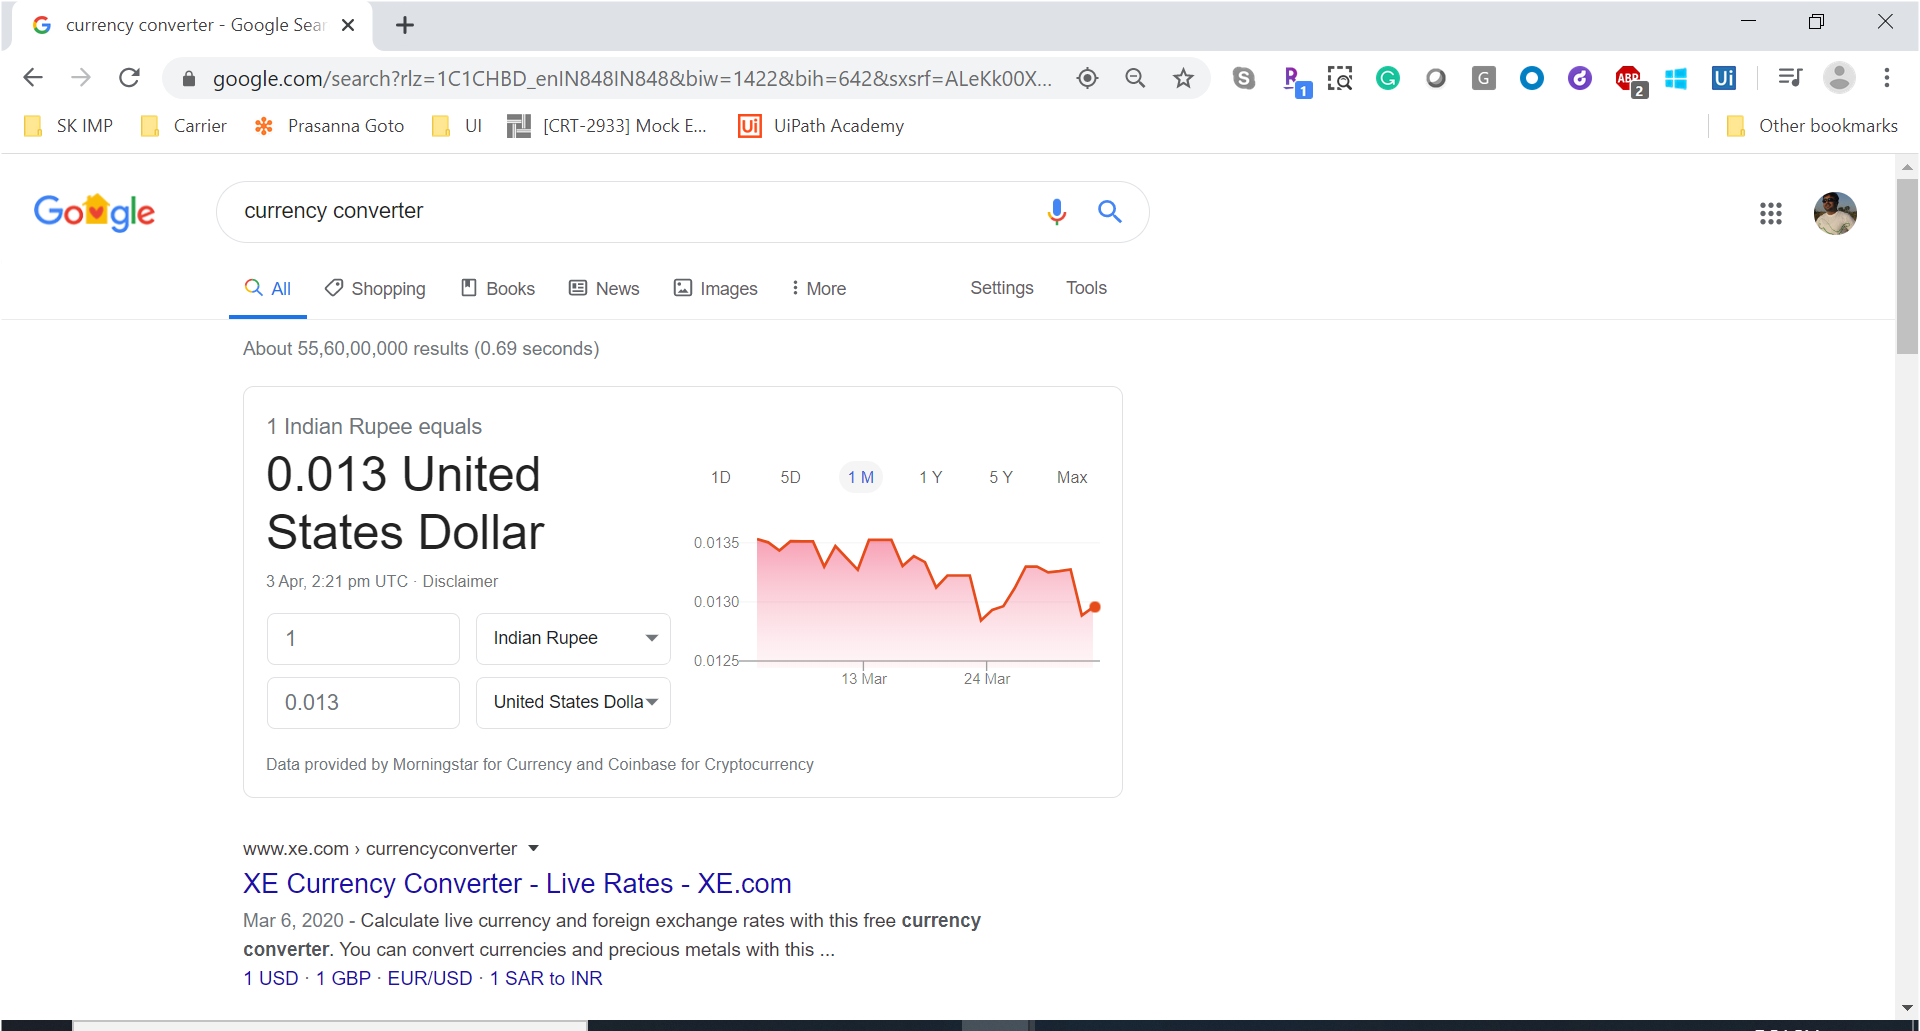 currency converter - Google Sear
google.com/search?rlz=1C1CHBD_enIN848IN848&biw=1422&bih=642&sxsrf=ALeKk00X...
S
R
1
G
G
ABP
2
Ui
SK IMP
Carrier
Prasanna Goto
UI
[CRT-2933] Mock E...
Ui
UiPath Academy
Other bookmarks
Google
currency converter
All
Shopping
Books
News
Images
More
Settings
Tools
About 55,60,00,000 results (0.69 seconds)
1 Indian Rupee equals
0.013 United
States Dollar
3 Apr, 2:21 pm UTC · Disclaimer
1
Indian Rupee
0.013
United States Dolla
1D
5D
1 M
1 Y
5 Y
Max
0.0135
0.0130
0.0125
13 Mar
24 Mar
Data provided by Morningstar for Currency and Coinbase for Cryptocurrency
www.xe.com › currencyconverter
XE Currency Converter - Live Rates - XE.com
Mar 6, 2020 - Calculate live currency and foreign exchange rates with this free currency
converter. You can convert currencies and precious metals with this ...
1 USD · 1 GBP · EUR/USD · 1 SAR to INR